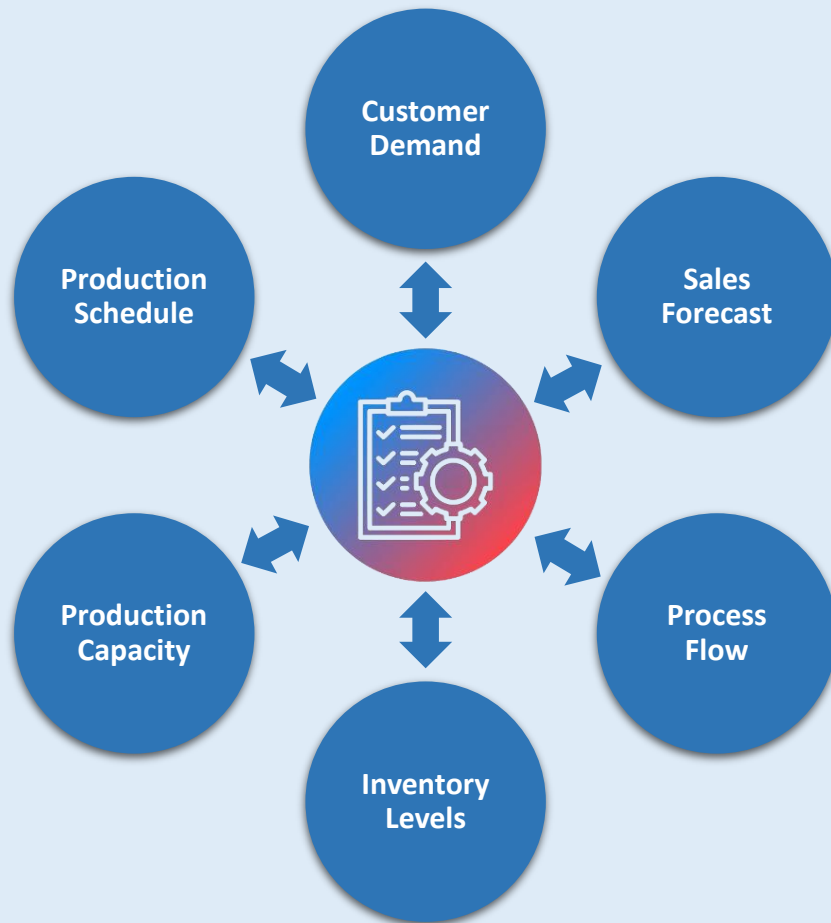 Customer
Demand
Sales
Forecast
Process
Flow
Inventory
Levels
Production
Capacity
Production
Schedule